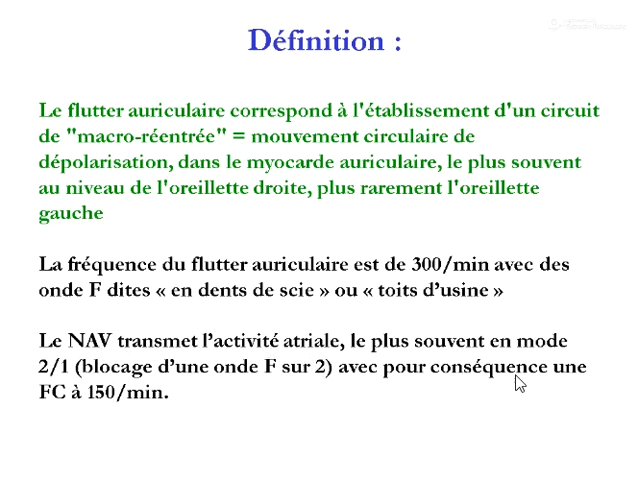 Définition :
Le flutter auriculaire correspond à l'établissement d'un circuit
de "macro-réentrée" = mouvement circulaire de
dépolarisation, dans le myocarde auriculaire, le plus souvent
au niveau de l'oreillette droite, plus rarement l'oreillette
gauche
La fréquence du flutter auriculaire est de 300/min avec des
onde F dites « en dents de scie » ou « toits d’usine »
Le NAV transmet l’activité atriale, le plus souvent en mode
2/1 (blocage d’une onde F sur 2) avec pour conséquence une
FC à 150/min.